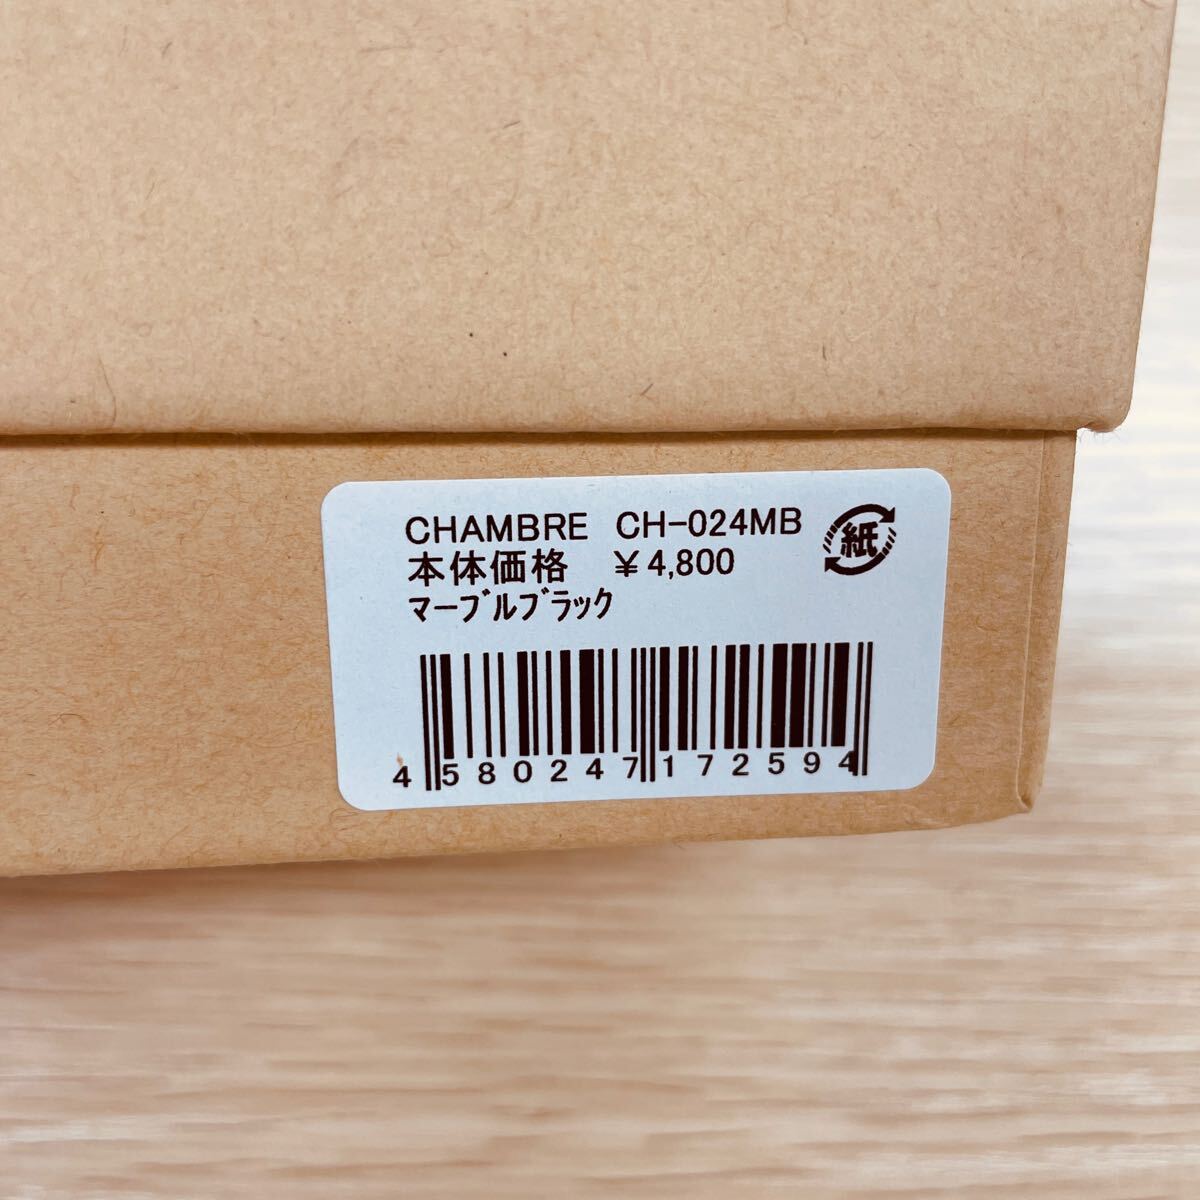 CHAMBRE CH-024MB
本体価格 ¥4,800
マーブルブラック
紙
4580247172594